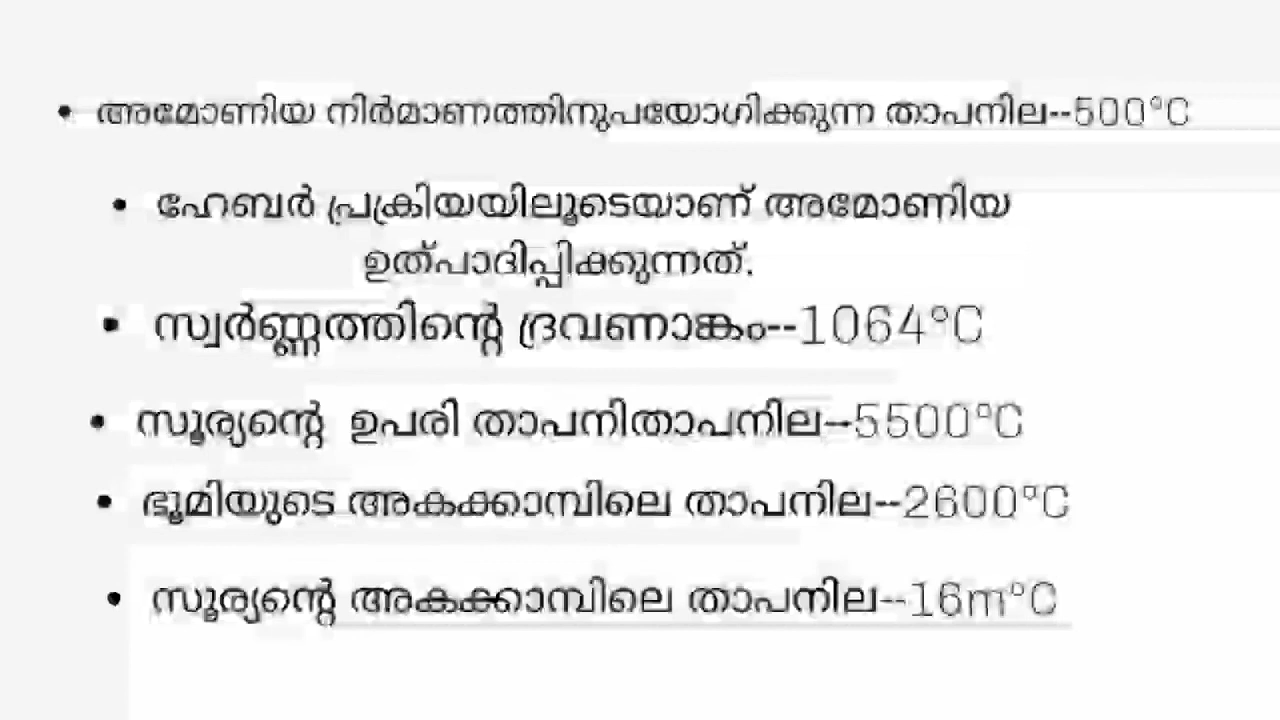 • അമോണിയ നിർമാണത്തിനുപയോഗിക്കുന്ന താപനില--500°C
• ഹേബർ പ്രക്രിയയിലൂടെയാണ് അമോണിയ
ഉത്പാദിപ്പിക്കുന്നത്.
• സ്വർണ്ണത്തിന്റെ ദ്രവണാങ്കം--1064°C
• സൂര്യന്റെ ഉപരി താപനിതാപനില--5500°C
• ഭൂമിയുടെ അകക്കാമ്പിലെ താപനില--2600°C
• സൂര്യന്റെ അകക്കാമ്പിലെ താപനില--16m°C